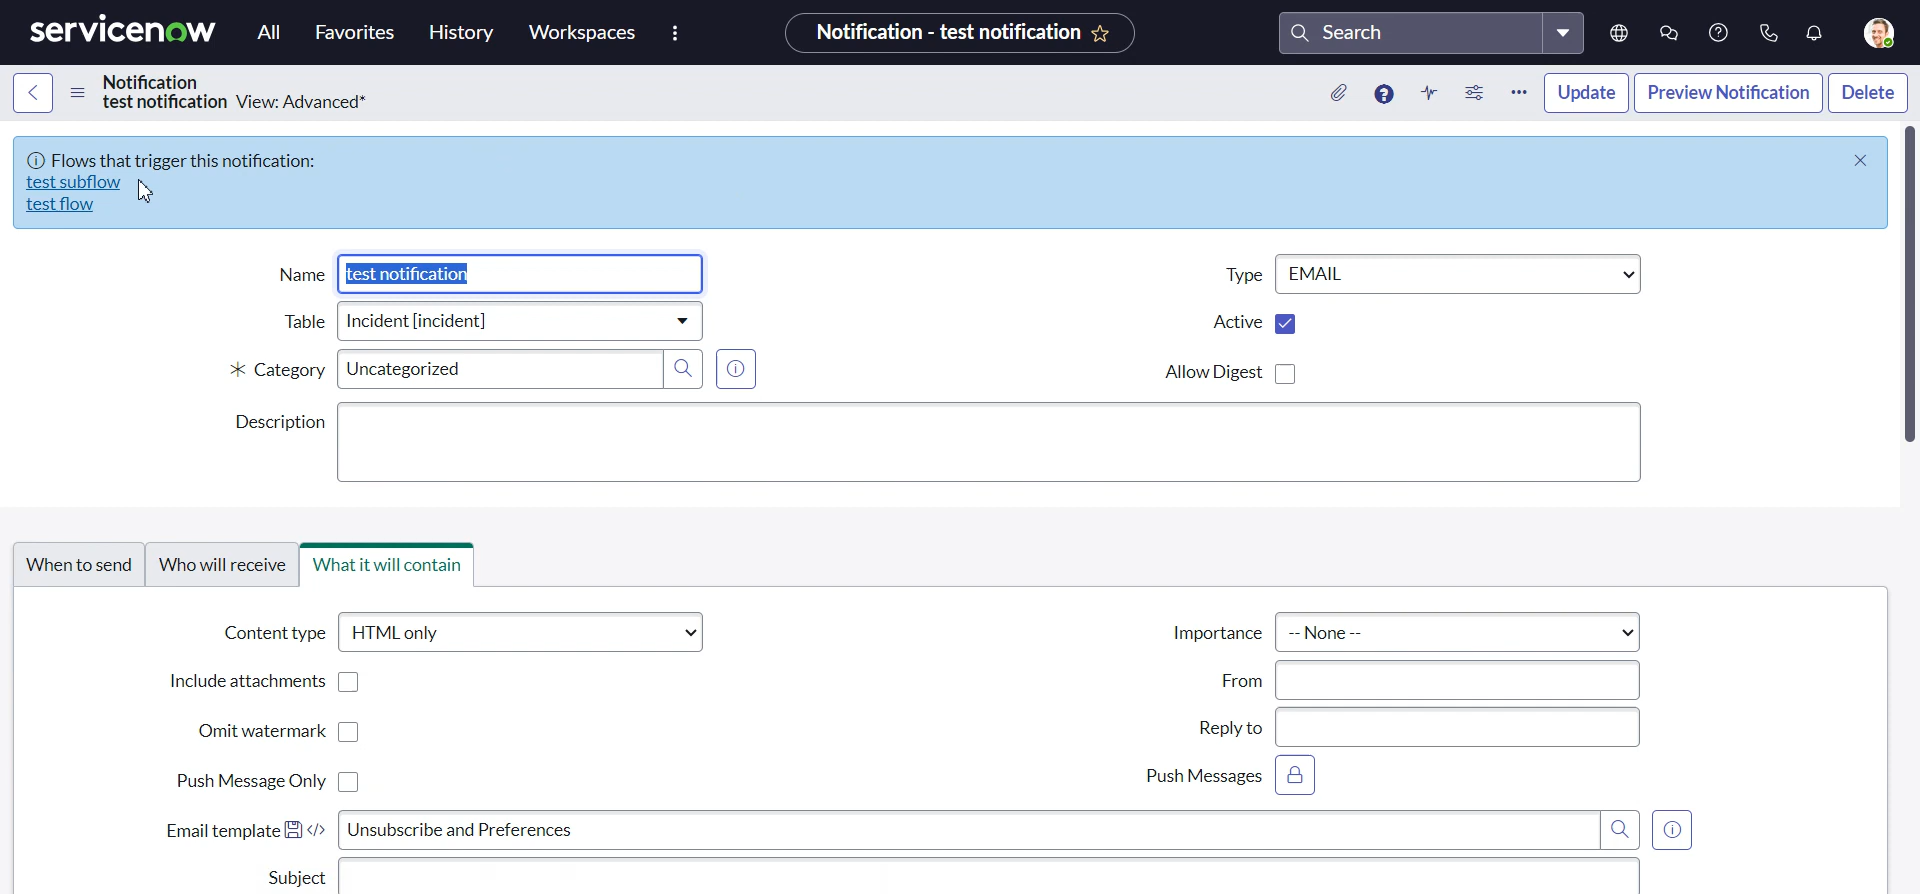 servicenow All Favorites History Workspaces Notification - test notification Search
Notification
test notification View: Advanced*
Update Preview Notification Delete
Flows that trigger this notification:
test subflow
test flow
Name test notification Type EMAIL
Table Incident [incident] Active
* Category Uncategorized Allow Digest
Description
When to send Who will receive What it will contain
Content type HTML only Importance -- None --
Include attachments From
Omit watermark Reply to
Push Message Only Push Messages
Email template </> Unsubscribe and Preferences
Subject